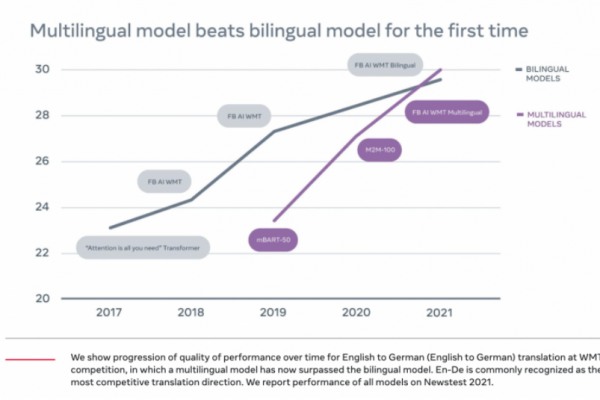 Multilingual model beats bilingual model for the first time
30
28
26
24
22
20
2017
2018
2019
2020
2021
"Attention is all you need" Transformer
FB AI WMT
FB AI WMT
FB AI WMT Bilingual
mBART-50
M2M-100
FB AI WMT Multilingual
BILINGUAL
MODELS
MULTILINGUAL
MODELS
We show progression of quality of performance over time for English to German (English to German) translation at WMT
competition, in which a multilingual model has now surpassed the bilingual model. En-De is commonly recognized as the
most competitive translation direction. We report performance of all models on Newstest 2021.